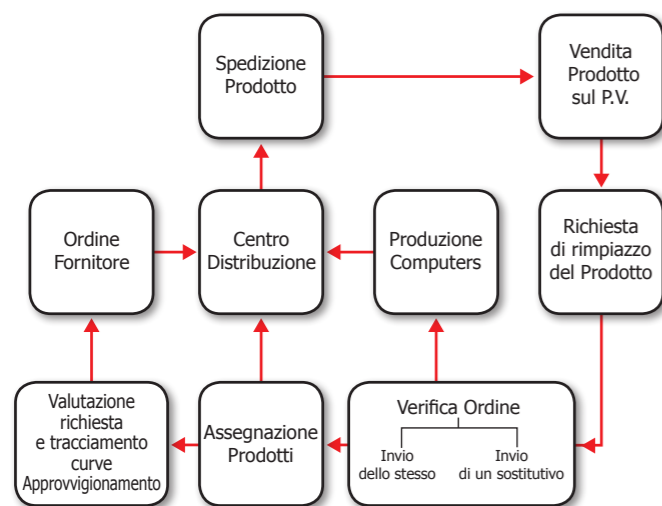 Spedizione
Prodotto
Vendita
Prodotto
sul P.V.
Ordine
Fornitore
Centro
Distribuzione
Produzione
Computers
Richiesta
di rimpiazzo
del Prodotto
Valutazione
richiesta
e tracciamento
curve
Approvvigionamento
Assegnazione
Prodotti
Verifica Ordine
Invio
dello stesso
Invio
di un sostitutivo